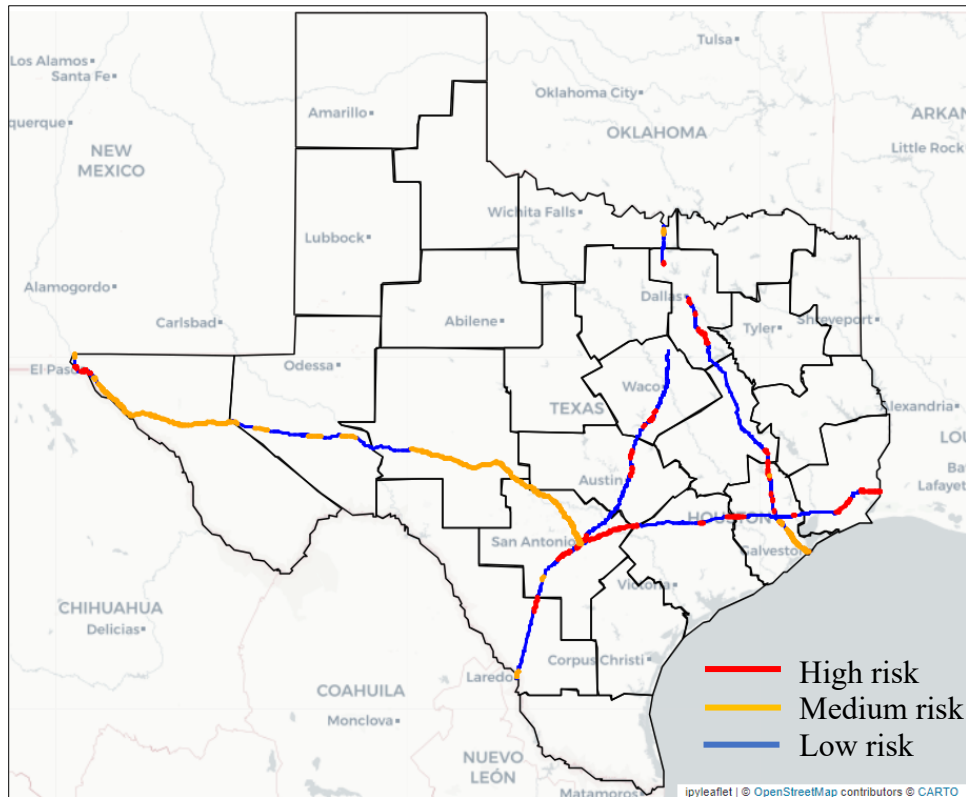 Los Alamos
Santa Fe
Tulsa
Amarillo
Oklahoma City
querque
ARKAN
OKLAHOMA
NEW
MEXICO
Little Rock
Wichita Falls
Lubbock
Alamogordo
Dallas
Carlsbad
Abilene
Tyler
Shreveport
El Paso
Odessa
Waco
TEXAS
Alexandria
LOU
Ba
Austin
Lafayet
HOUSTON
San Antonio
Galveston
Victoria
CHIHUAHUA
Delicias
Corpus Christi
Laredo
High risk
COAHUILA
Medium risk
Monclova
Low risk
NUEVO
LEÓN
Matamoros
ipyleaflet | © OpenStreetMap contributors © CARTO